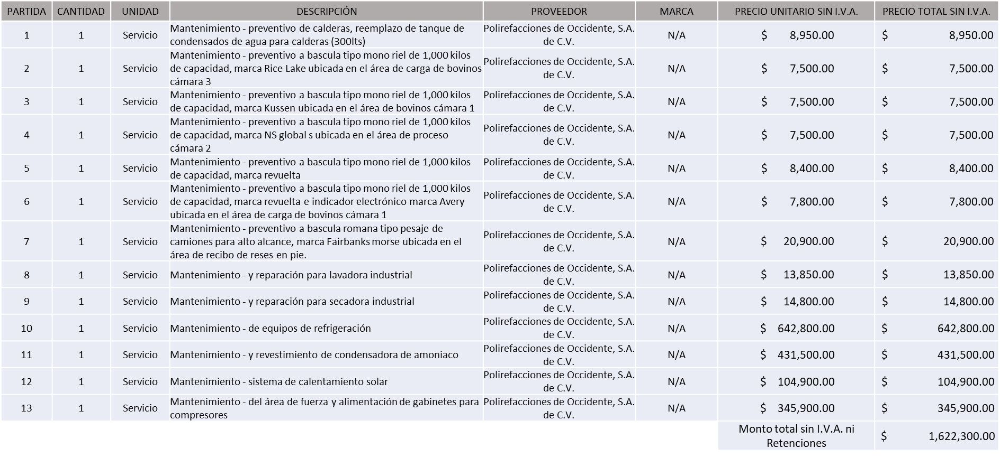 PARTIDA CANTIDAD UNIDAD DESCRIPCIÓN PROVEEDOR MARCA PRECIO UNITARIO SIN I.V.A. PRECIO TOTAL SIN I.V.A.
1 1 Servicio Mantenimiento - preventivo de calderas, reemplazo de tanque de
condensados de agua para calderas (300lts) Polirefacciones de Occidente, S.A.
de C.V. N/A $ 8,950.00 $ 8,950.00
2 1 Servicio Mantenimiento - preventivo a bascula tipo mono riel de 1,000 kilos
de capacidad, marca Rice Lake ubicada en el área de carga de bovinos
cámara 3 Polirefacciones de Occidente, S.A.
de C.V. N/A $ 7,500.00 $ 7,500.00
3 1 Servicio Mantenimiento - preventivo a bascula tipo mono riel de 1,000 kilos
de capacidad, marca Kussen ubicada en el área de bovinos cámara 1 Polirefacciones de Occidente, S.A.
de C.V. N/A $ 7,500.00 $ 7,500.00
4 1 Servicio Mantenimiento - preventivo a bascula tipo mono riel de 1,000 kilos
de capacidad, marca NS global s ubicada en el área de proceso
cámara 2 Polirefacciones de Occidente, S.A.
de C.V. N/A $ 7,500.00 $ 7,500.00
5 1 Servicio Mantenimiento - preventivo a bascula tipo mono riel de 1,000 kilos
de capacidad, marca revuelta Polirefacciones de Occidente, S.A.
de C.V. N/A $ 8,400.00 $ 8,400.00
6 1 Servicio Mantenimiento - preventivo a bascula tipo mono riel de 1,000 kilos
de capacidad, marca revuelta e indicador electrónico marca Avery
ubicada en el área de carga de bovinos cámara 1 Polirefacciones de Occidente, S.A.
de C.V. N/A $ 7,800.00 $ 7,800.00
7 1 Servicio Mantenimiento - preventivo a bascula romana tipo pesaje de
camiones para alto alcance, marca Fairbanks morse ubicada en el
área de recibo de reses en pie. Polirefacciones de Occidente, S.A.
de C.V. N/A $ 20,900.00 $ 20,900.00
8 1 Servicio Mantenimiento - y reparación para lavadora industrial Polirefacciones de Occidente, S.A.
de C.V. N/A $ 13,850.00 $ 13,850.00
9 1 Servicio Mantenimiento - y reparación para secadora industrial Polirefacciones de Occidente, S.A.
de C.V. N/A $ 14,800.00 $ 14,800.00
10 1 Servicio Mantenimiento - de equipos de refrigeración Polirefacciones de Occidente, S.A.
de C.V. N/A $ 642,800.00 $ 642,800.00
11 1 Servicio Mantenimiento - y revestimiento de condensadora de amoniaco Polirefacciones de Occidente, S.A.
de C.V. N/A $ 431,500.00 $ 431,500.00
12 1 Servicio Mantenimiento - sistema de calentamiento solar Polirefacciones de Occidente, S.A.
de C.V. N/A $ 104,900.00 $ 104,900.00
13 1 Servicio Mantenimiento - del área de fuerza y alimentación de gabinetes para
compresores Polirefacciones de Occidente, S.A.
de C.V. N/A $ 345,900.00 $ 345,900.00
Monto total sin I.V.A. ni
Retenciones $ 1,622,300.00